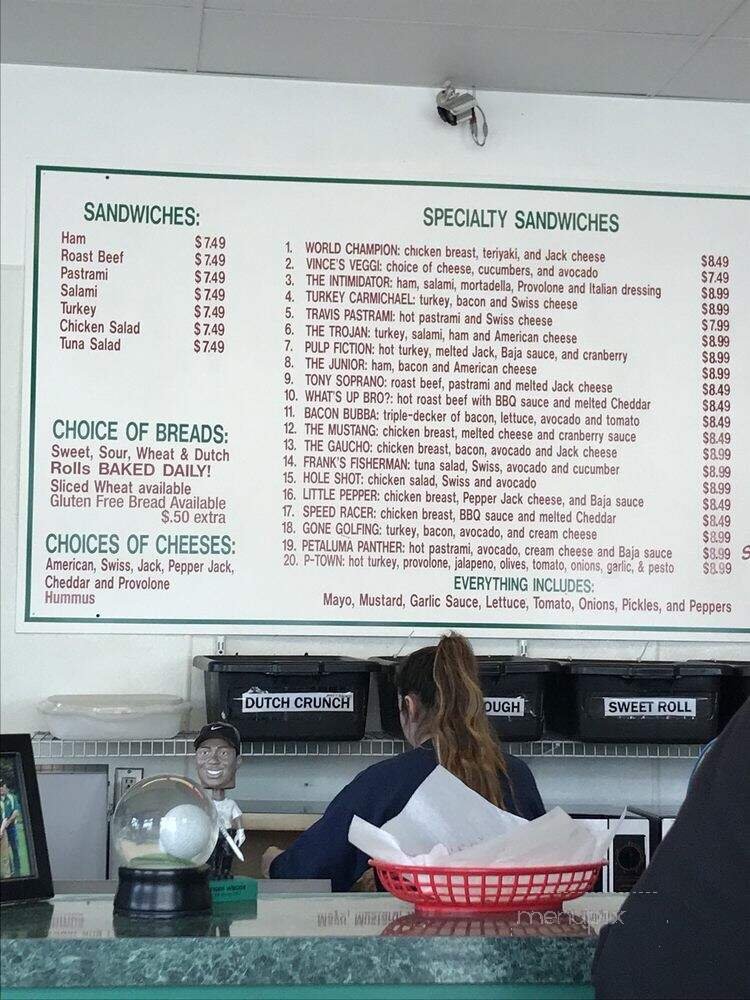 SANDWICHES:
Ham $7.49
Roast Beef $7.49
Pastrami $7.49
Salami $7.49
Turkey $7.49
Chicken Salad $7.49
Tuna Salad $7.49
CHOICE OF BREADS:
Sweet, Sour, Wheat & Dutch
Rolls BAKED DAILY!
Sliced Wheat available
Gluten Free Bread Available
$.50 extra
CHOICES OF CHEESES:
American, Swiss, Jack, Pepper Jack,
Cheddar and Provolone
Hummus
SPECIALTY SANDWICHES
1. WORLD CHAMPION: chicken breast, teriyaki, and Jack cheese $8.49
2. VINCE'S VEGGI: choice of cheese, cucumbers, and avocado $7.49
3. THE INTIMIDATOR: ham, salami, mortadella, Provolone and Italian dressing $8.99
4. TURKEY CARMICHAEL: turkey, bacon and Swiss cheese $8.99
5. TRAVIS PASTRAMI: hot pastrami and Swiss cheese $7.99
6. THE TROJAN: turkey, salami, ham and American cheese $8.99
7. PULP FICTION: hot turkey, melted Jack, Baja sauce, and cranberry $8.99
8. THE JUNIOR: ham, bacon and American cheese $8.99
9. TONY SOPRANO: roast beef, pastrami and melted Jack cheese $8.49
10. WHAT'S UP BRO?: hot roast beef with BBQ sauce and melted Cheddar $8.49
11. BACON BUBBA: triple-decker of bacon, lettuce, avocado and tomato $8.49
12. THE MUSTANG: chicken breast, melted cheese and cranberry sauce $8.49
13. THE GAUCHO: chicken breast, bacon, avocado and Jack cheese $8.99
14. FRANK'S FISHERMAN: tuna salad, Swiss, avocado and cucumber $8.99
15. HOLE SHOT: chicken salad, Swiss and avocado $8.99
16. LITTLE PEPPER: chicken breast, Pepper Jack cheese, and Baja sauce $8.49
17. SPEED RACER: chicken breast, BBQ sauce and melted Cheddar $8.49
18. GONE GOLFING: turkey, bacon, avocado, and cream cheese $8.99
19. PETALUMA PANTHER: hot pastrami, avocado, cream cheese and Baja sauce $8.99
20. P-TOWN: hot turkey, provolone, jalapeno, olives, tomato, onions, garlic, & pesto $8.99
EVERYTHING INCLUDES:
Mayo, Mustard, Garlic Sauce, Lettuce, Tomato, Onions, Pickles, and Peppers
DUTCH CRUNCH
OUGH
SWEET ROLL